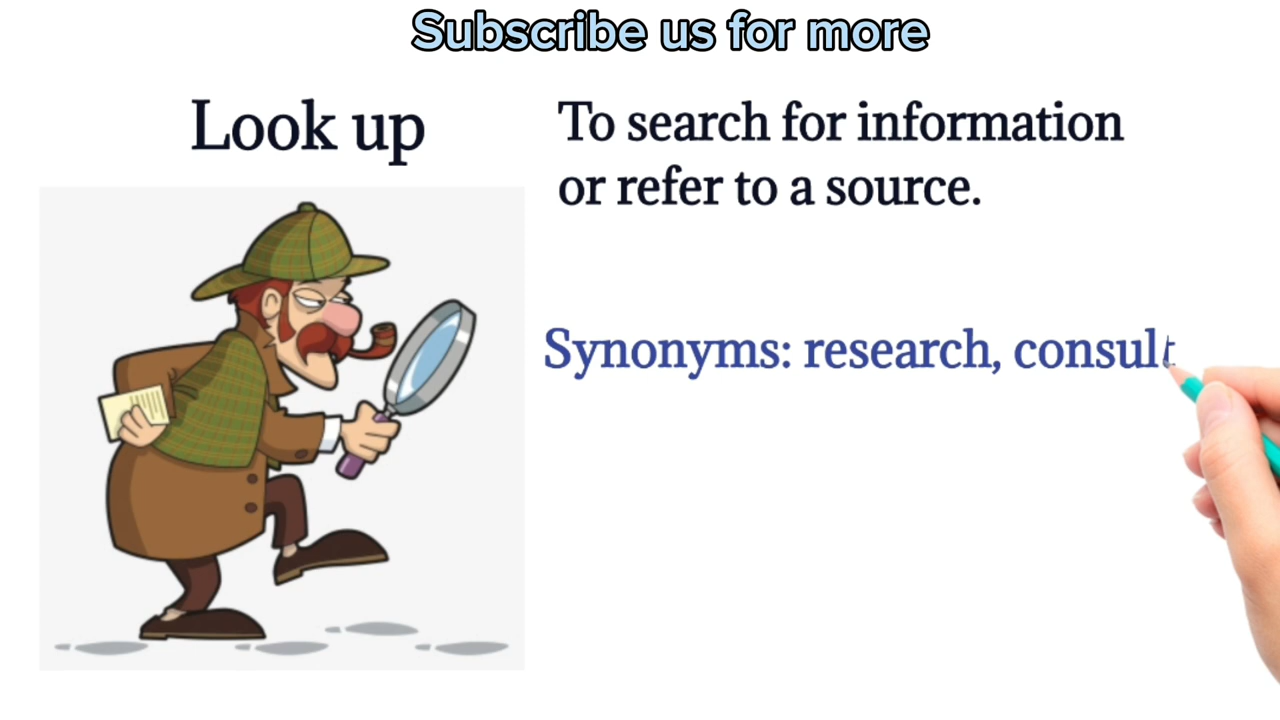 Subscribe us for more
Look up
To search for information
or refer to a source.
Synonyms: research, consult